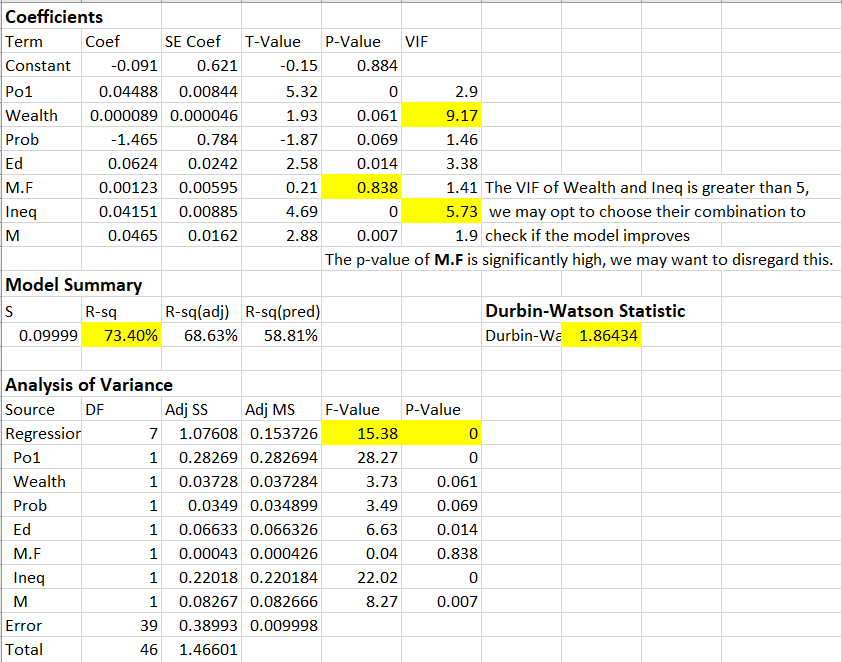 Coefficients
Term Coef SE Coef T-Value P-Value VIF
Constant -0.091 0.621 -0.15 0.884
Po1 0.04488 0.00844 5.32 0 2.9
Wealth 0.000089 0.000046 1.93 0.061 9.17
Prob -1.465 0.784 -1.87 0.069 1.46
Ed 0.0624 0.0242 2.58 0.014 3.38
M.F 0.00123 0.00595 0.21 0.838 1.41 The VIF of Wealth and Ineq is greater than 5,
Ineq 0.04151 0.00885 4.69 0 5.73 we may opt to choose their combination to
M 0.0465 0.0162 2.88 0.007 1.9 check if the model improves
The p-value of M.F is significantly high, we may want to disregard this.
Model Summary
S R-sq R-sq(adj) R-sq(pred) Durbin-Watson Statistic
0.09999 73.40% 68.63% 58.81% Durbin-Wa 1.86434
Analysis of Variance
Source DF Adj SS Adj MS F-Value P-Value
Regression 7 1.07608 0.153726 15.38 0
Po1 1 0.28269 0.282694 28.27 0
Wealth 1 0.03728 0.037284 3.73 0.061
Prob 1 0.0349 0.034899 3.49 0.069
Ed 1 0.06633 0.066326 6.63 0.014
M.F 1 0.00043 0.000426 0.04 0.838
Ineq 1 0.22018 0.220184 22.02 0
M 1 0.08267 0.082666 8.27 0.007
Error 39 0.38993 0.009998
Total 46 1.46601